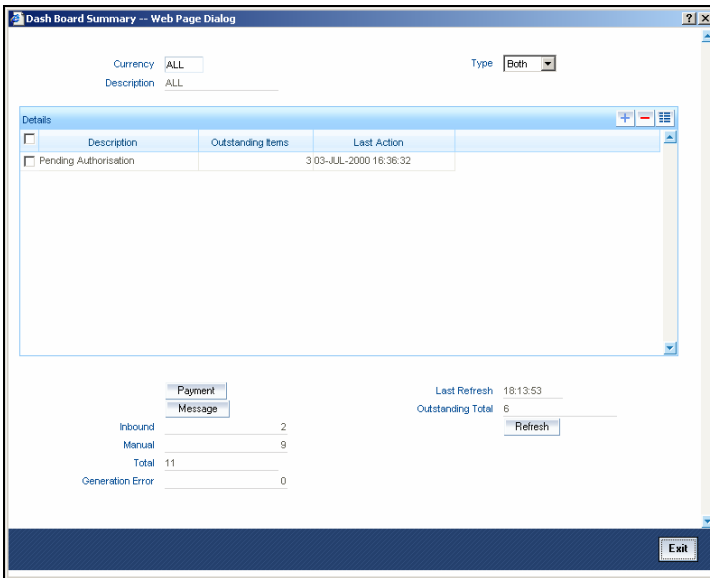 Dash Board Summary -- Web Page Dialog
Currency ALL Type Both
Description ALL
Details
Description Outstanding Items Last Action
Pending Authorisation 3 03-JUL-2000 16:36:32
Payment Last Refresh 18:13:53
Message Outstanding Total 6
Inbound 2 Refresh
Manual 9
Total 11
Generation Error 0
Exit